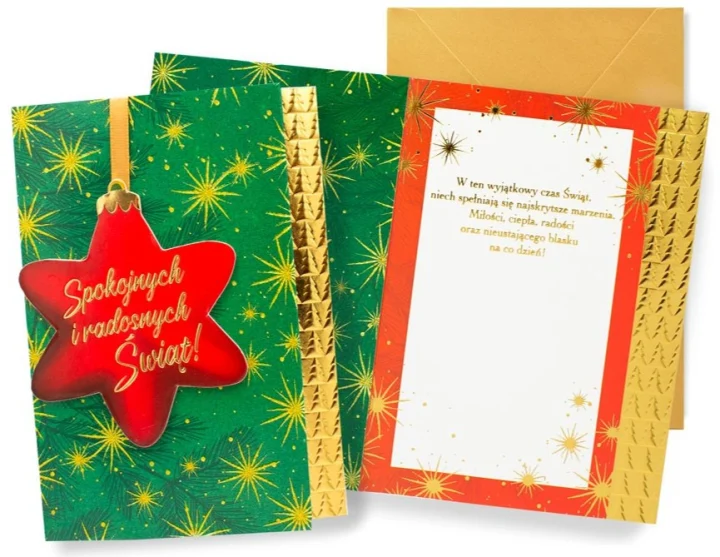 Spokojnych
i radosnych
Świąt!
W ten wyjątkowy czas Świąt,
niech spełniają się najskrytsze marzenia.
Miłości, ciepła, radości
oraz nieustającego blasku
na co dzień!